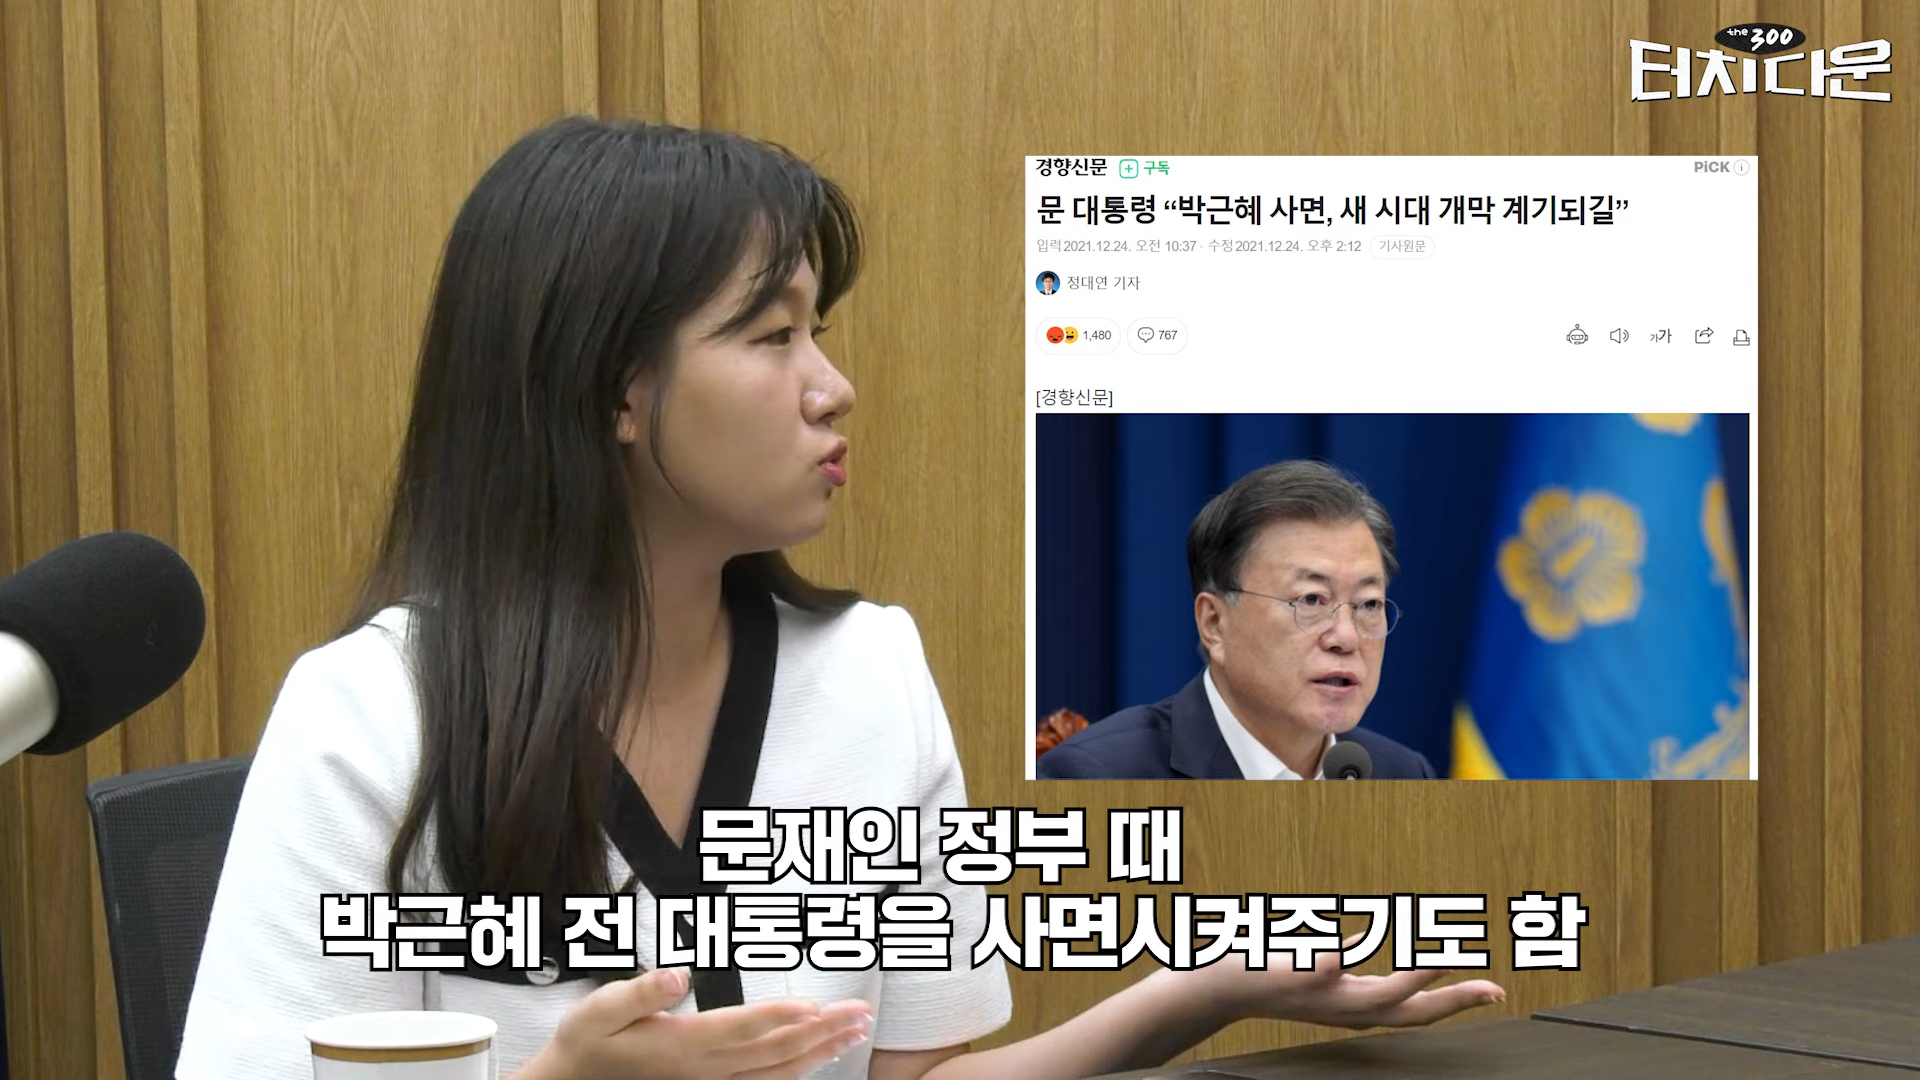 the 300
터치다운
경향신문 구독
PiCK
문 대통령 “박근혜 사면, 새 시대 개막 계기되길”
입력 2021.12.24. 오전 10:37 · 수정 2021.12.24. 오후 2:12 기사원문
정대연 기자
1,480 767
가가
[경향신문]
문재인 정부 때
박근혜 전 대통령을 사면시켜주기도 함